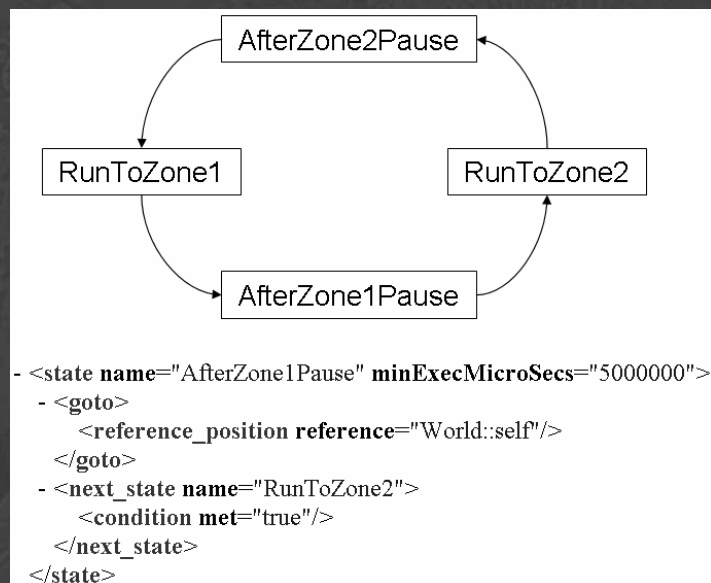 AfterZone2Pause
RunToZone1
RunToZone2
AfterZone1Pause
- <state name="AfterZone1Pause" minExecMicroSecs="5000000">
- <goto>
<reference_position reference="World::self"/>
</goto>
- <next_state name="RunToZone2">
<condition met="true"/>
</next_state>
</state>